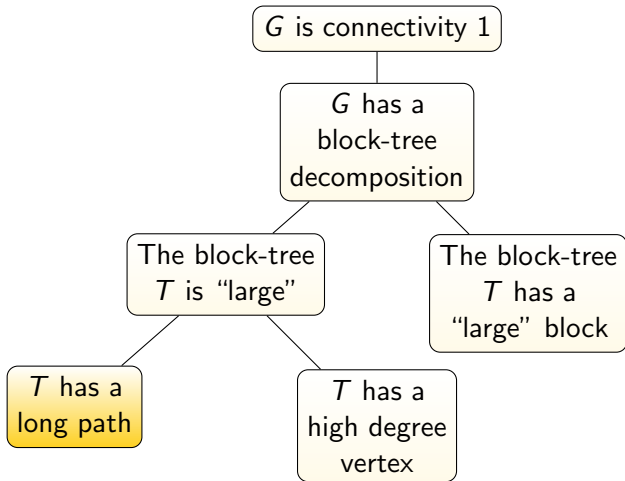 G is connectivity 1
G has a
block-tree
decomposition
The block-tree
T is “large”
The block-tree
T has a
“large” block
T has a
long path
T has a
high degree
vertex